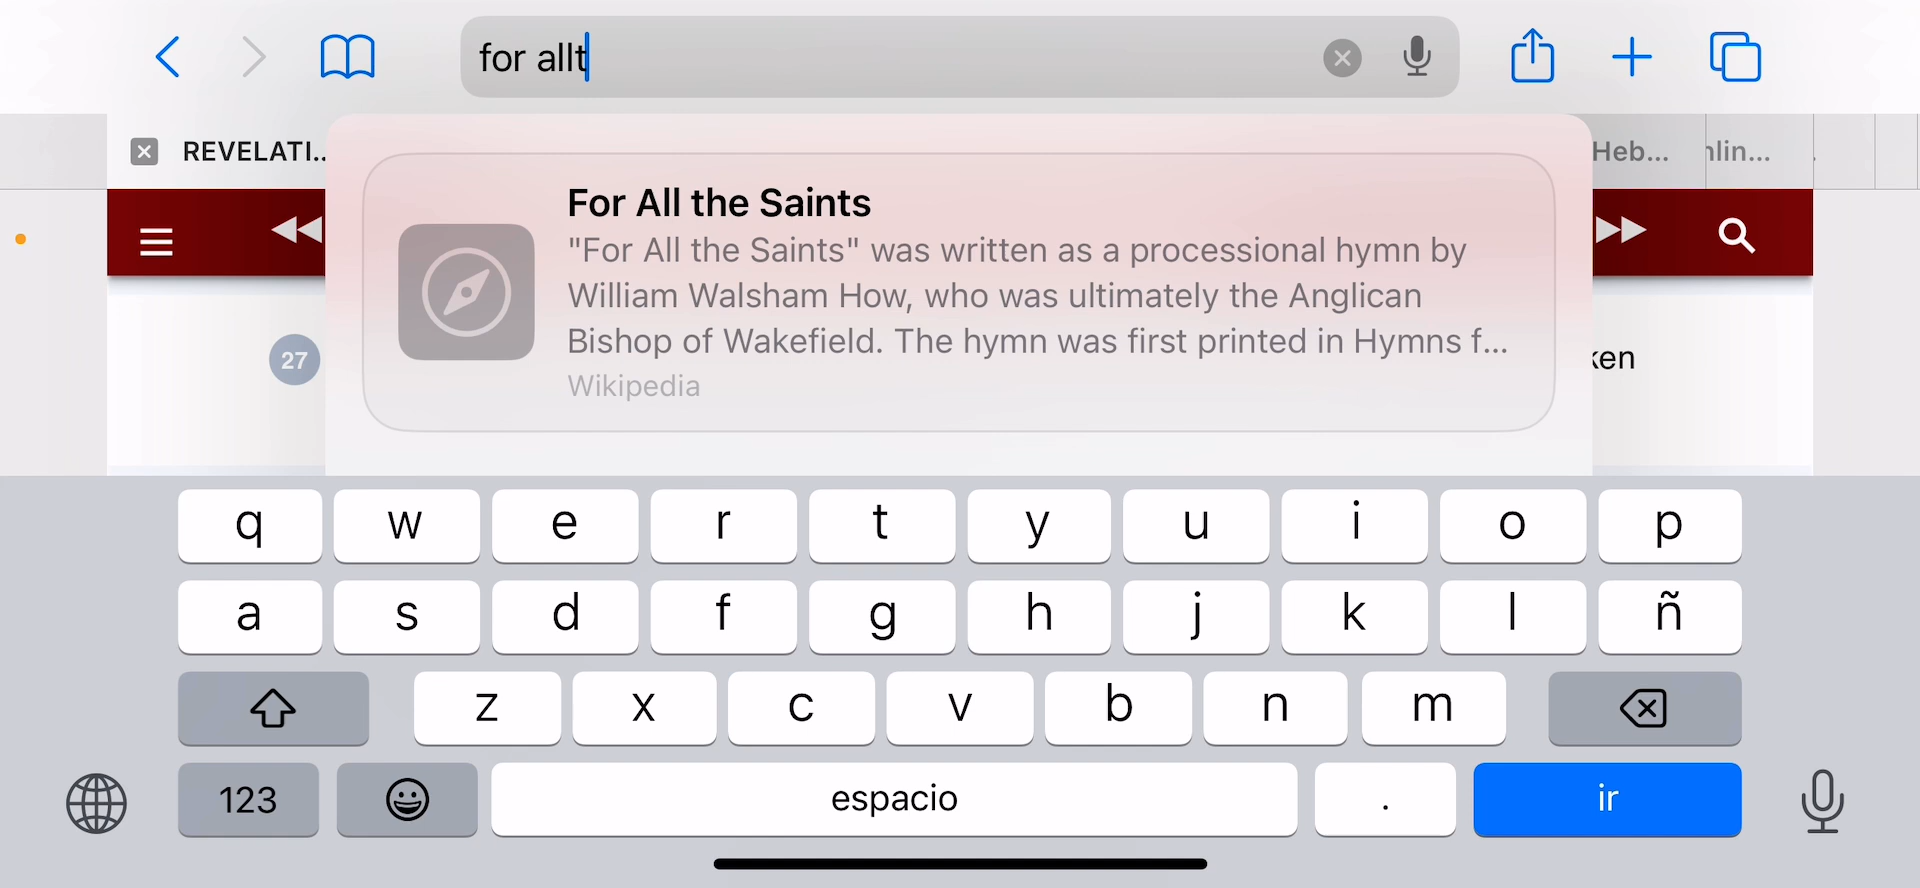 for allt
REVELATI..
Heb...
lin...
For All the Saints
"For All the Saints" was written as a processional hymn by
William Walsham How, who was ultimately the Anglican
Bishop of Wakefield. The hymn was first printed in Hymns f...
Wikipedia
27
ken
q w e r t y u i o p
a s d f g h j k l ñ
z x c v b n m
123 espacio . ir